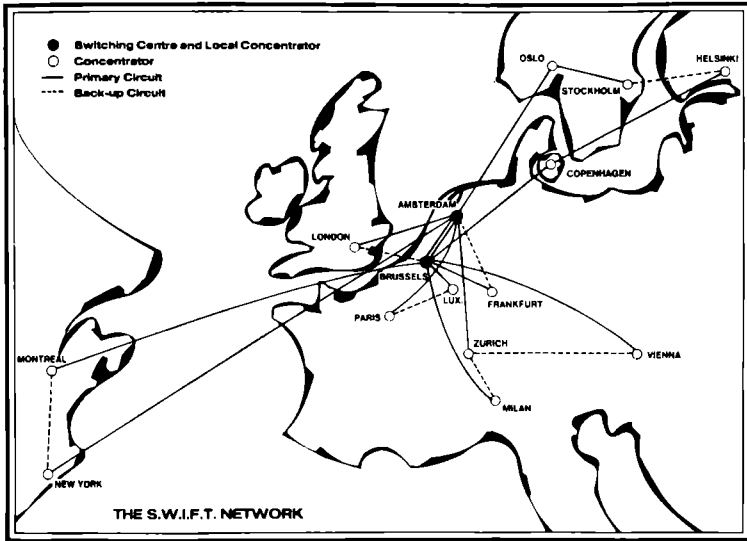 Switching Centre and Local Concentrator
Concentrator
Primary Circuit
Back-up Circuit
OSLO
HELSINKI
STOCKHOLM
COPENHAGEN
AMSTERDAM
LONDON
BRUSSELS
LUX.
FRANKFURT
PARIS
ZURICH
VIENNA
MONTREAL
MILAN
NEW YORK
THE S.W.I.F.T. NETWORK